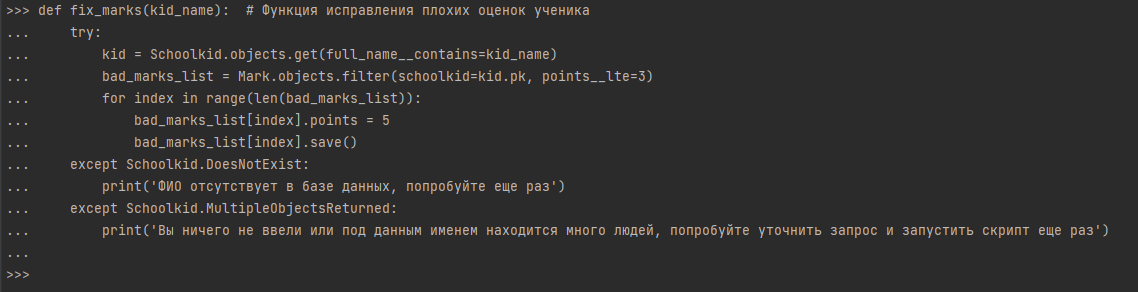 >>> def fix_marks(kid_name):  # Функция исправления плохих оценок ученика
...     try:
...         kid = Schoolkid.objects.get(full_name__contains=kid_name)
...         bad_marks_list = Mark.objects.filter(schoolkid=kid.pk, points__lte=3)
...         for index in range(len(bad_marks_list)):
...             bad_marks_list[index].points = 5
...             bad_marks_list[index].save()
...     except Schoolkid.DoesNotExist:
...         print('ФИО отсутствует в базе данных, попробуйте еще раз')
...     except Schoolkid.MultipleObjectsReturned:
...         print('Вы ничего не ввели или под данным именем находится много людей, попробуйте уточнить запрос и запустить скрипт еще раз')
...
>>>